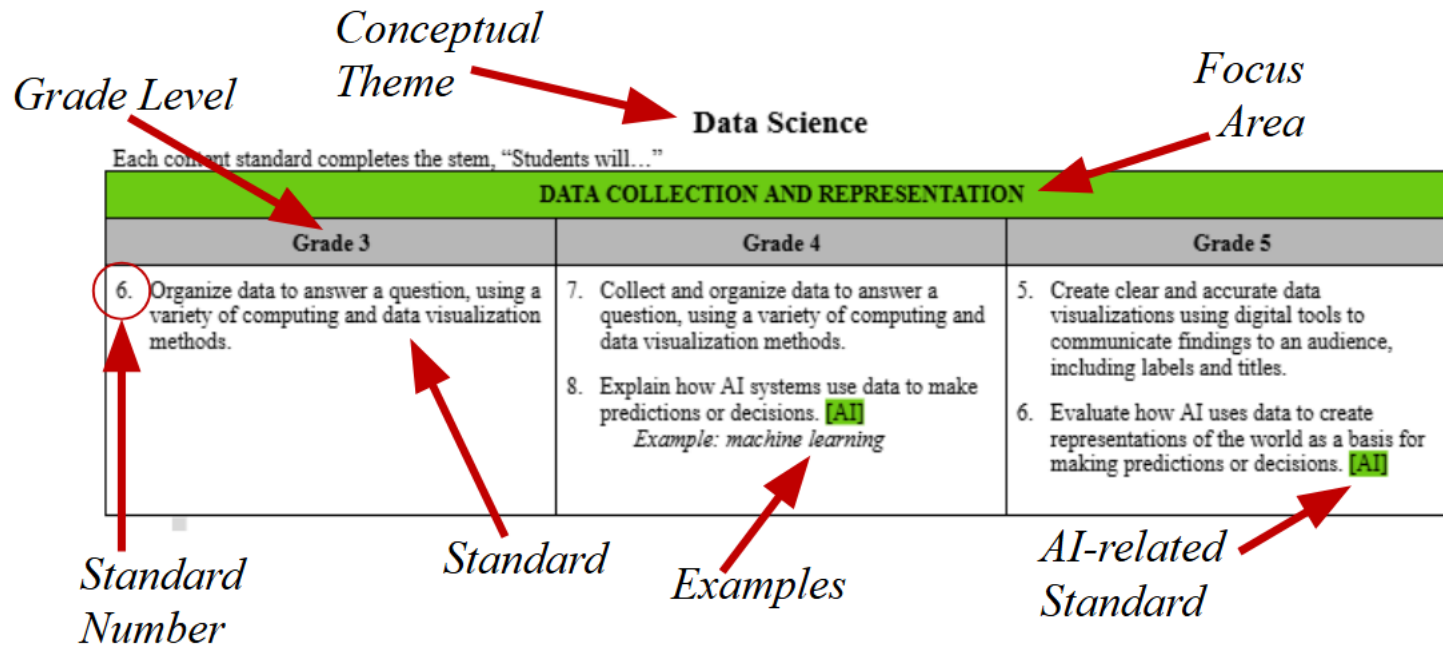 Conceptual
Theme
Grade Level
Focus
Area
Data Science
Each content standard completes the stem, “Students will…”
DATA COLLECTION AND REPRESENTATION
Grade 3
Grade 4
Grade 5
6. Organize data to answer a question, using a
variety of computing and data visualization
methods.
7. Collect and organize data to answer a
question, using a variety of computing and
data visualization methods.
8. Explain how AI systems use data to make
predictions or decisions. [AI]
Example: machine learning
5. Create clear and accurate data
visualizations using digital tools to
communicate findings to an audience,
including labels and titles.
6. Evaluate how AI uses data to create
representations of the world as a basis for
making predictions or decisions. [AI]
Standard
Number
Standard
Examples
AI-related
Standard